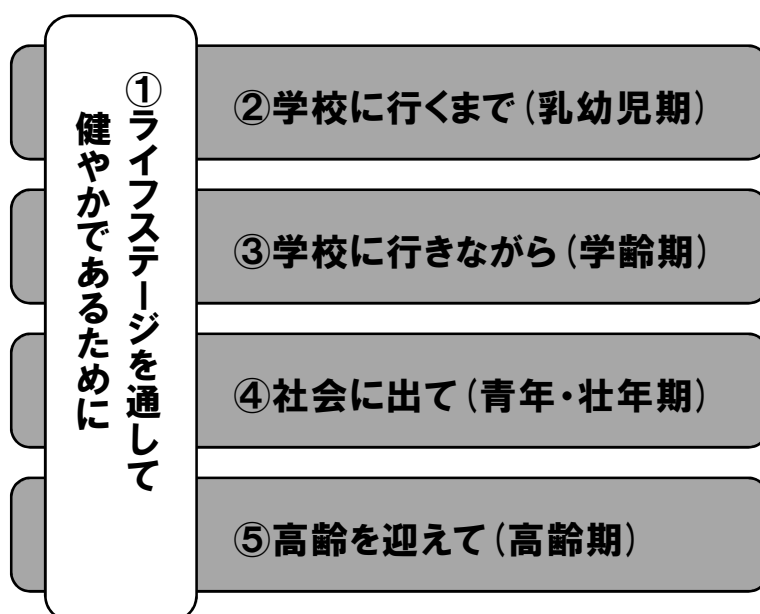 ①ライフステージを通して
健やかであるために
②学校に行くまで（乳幼児期）
③学校に行きながら（学齢期）
④社会に出て（青年・壮年期）
⑤高齢を迎えて（高齢期）